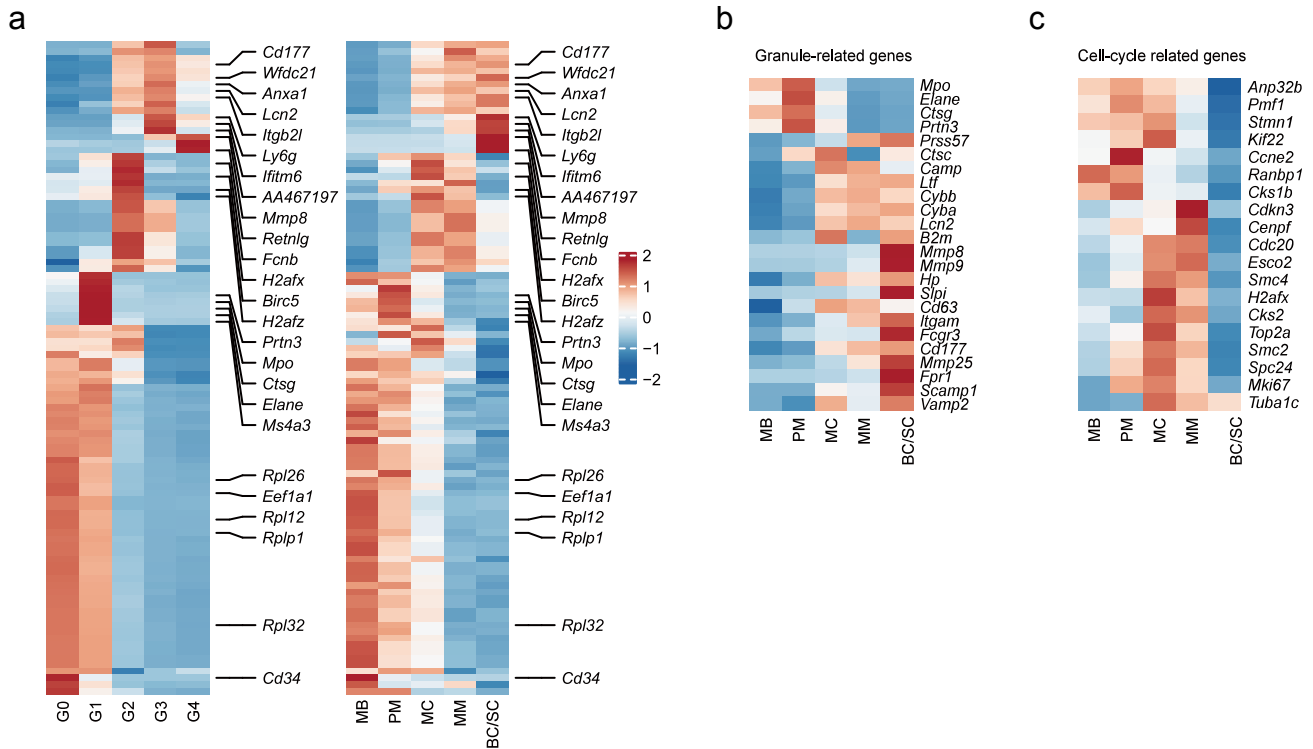 a
Cd177
Wfdc21
Anxa1
Lcn2
Itgb2l
Ly6g
Ifitm6
AA467197
Mmp8
Retnlg
Fcnb
H2afx
Birc5
H2afz
Prtn3
Mpo
Ctsg
Elane
Ms4a3
Rpl26
Eef1a1
Rpl12
Rplp1
Rpl32
Cd34
G0 G1 G2 G3 G4
Cd177
Wfdc21
Anxa1
Lcn2
Itgb2l
Ly6g
Ifitm6
AA467197
Mmp8
Retnlg
Fcnb
H2afx
Birc5
H2afz
Prtn3
Mpo
Ctsg
Elane
Ms4a3
Rpl26
Eef1a1
Rpl12
Rplp1
Rpl32
Cd34
MB PM MC MM BC/SC
2
1
0
−1
−2
b
Granule-related genes
Mpo
Elane
Ctsg
Prtn3
Prss57
Ctsc
Camp
Ltf
Cybb
Cyba
Lcn2
B2m
Mmp8
Mmp9
Hp
Slpi
Cd63
Itgam
Fcgr3
Cd177
Mmp25
Fpr1
Scamp1
Vamp2
MB PM MC MM BC/SC
c
Cell-cycle related genes
Anp32b
Pmf1
Stmn1
Kif22
Ccne2
Ranbp1
Cks1b
Cdkn3
Cenpf
Cdc20
Esco2
Smc4
H2afx
Cks2
Top2a
Smc2
Spc24
Mki67
Tuba1c
MB PM MC MM BC/SC